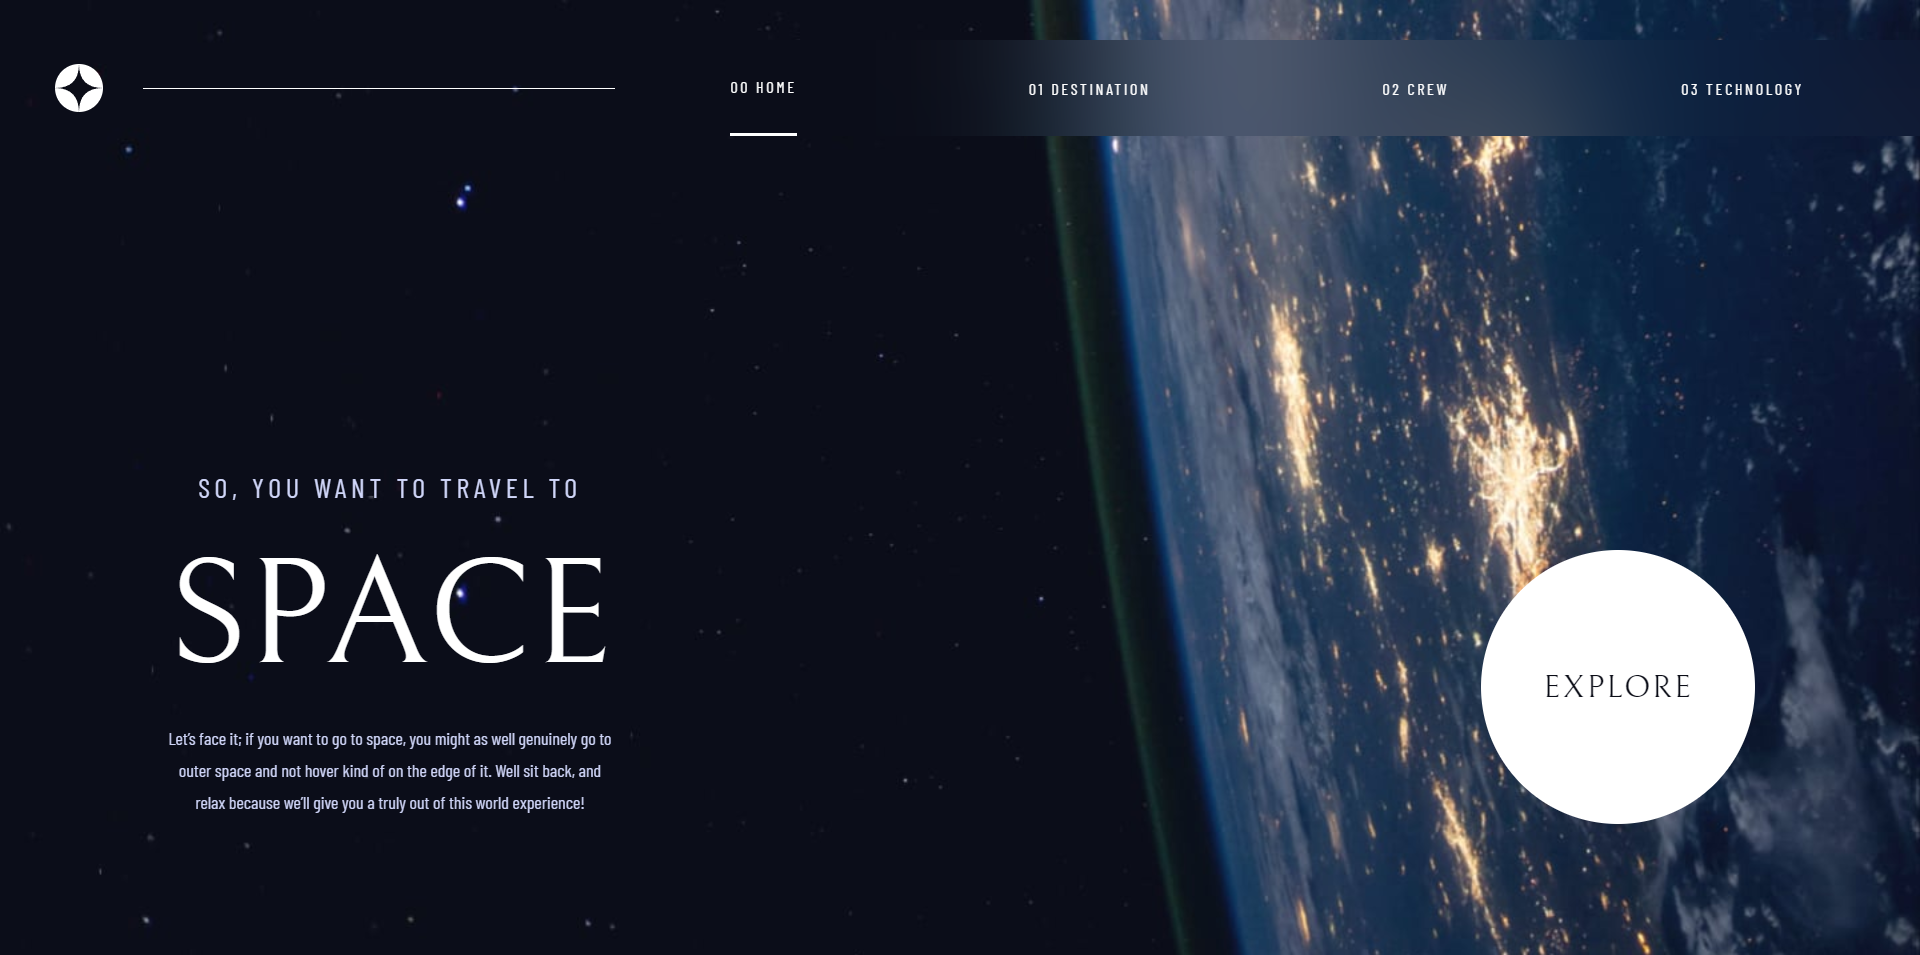 00 HOME
01 DESTINATION
02 CREW
03 TECHNOLOGY
SO, YOU WANT TO TRAVEL TO
SPACE
Let’s face it; if you want to go to space, you might as well genuinely go to
outer space and not hover kind of on the edge of it. Well sit back, and
relax because we’ll give you a truly out of this world experience!
EXPLORE